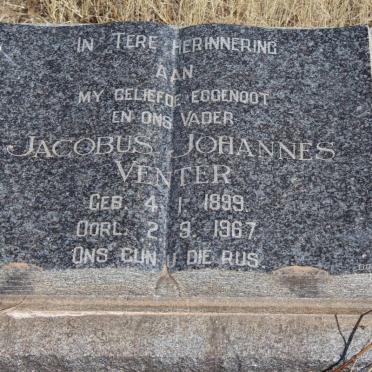 IN TERE HERINNERING
AAN
MY GELIEFDE EGGENOOT
EN ONS VADER
JACOBUS JOHANNES
VENTER
GEB. 4. 1. 1899.
OORL. 2. 9. 1967.
ONS GUN U DIE RUS.